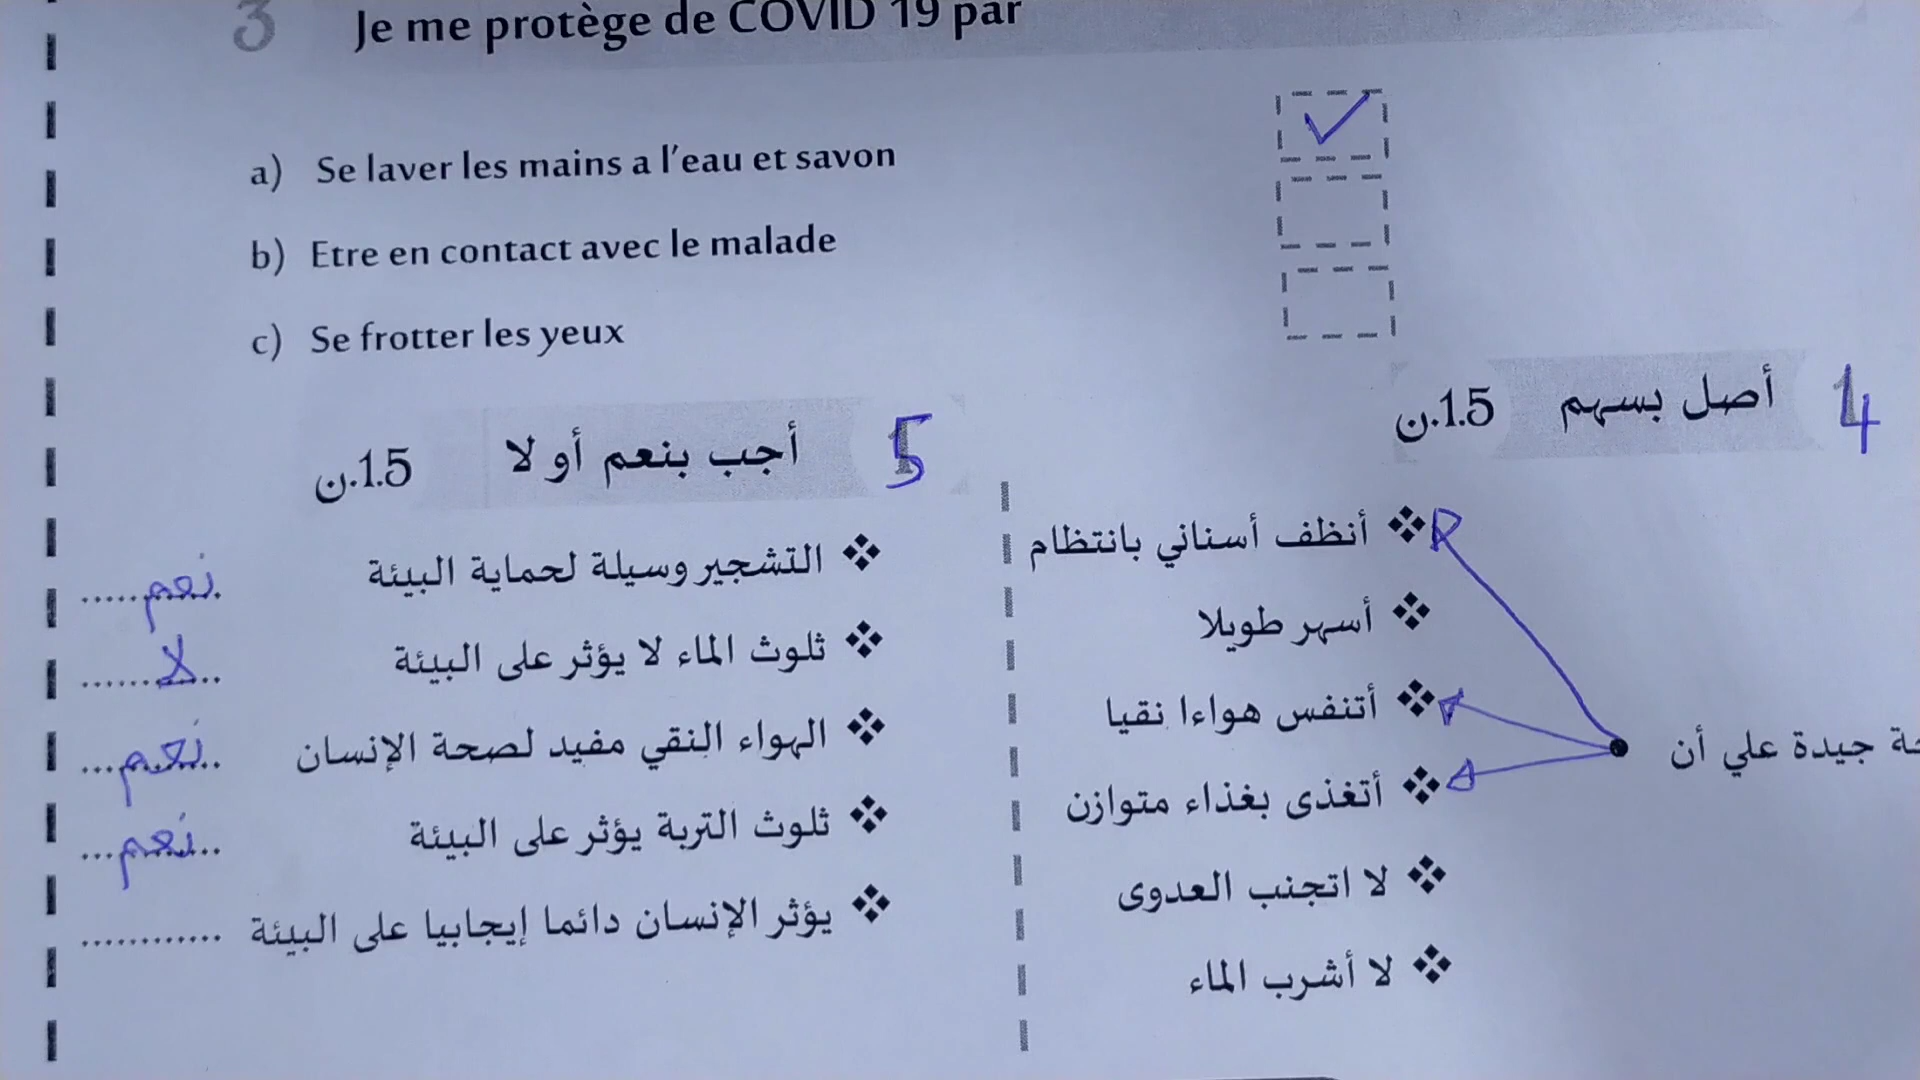 3 Je me protège de COVID 19 par
a) Se laver les mains a l'eau et savon
b) Etre en contact avec le malade
c) Se frotter les yeux
4 أصل بسهم 1.5.ن
جيدة علي أن
أنظف أسناني بانتظام
أسهر طويلا
أتنفس هواءا نقيا
أتغذى بغذاء متوازن
لا اتجنب العدوى
لا أشرب الماء
5 أجب بنعم أو لا 1.5.ن
التشجير وسيلة لحماية البيئة نعم
ثلوث الماء لا يؤثر على البيئة لا
الهواء النقي مفيد لصحة الإنسان نعم
ثلوث التربة يؤثر على البيئة نعم
يؤثر الإنسان دائما إيجابيا على البيئة ............